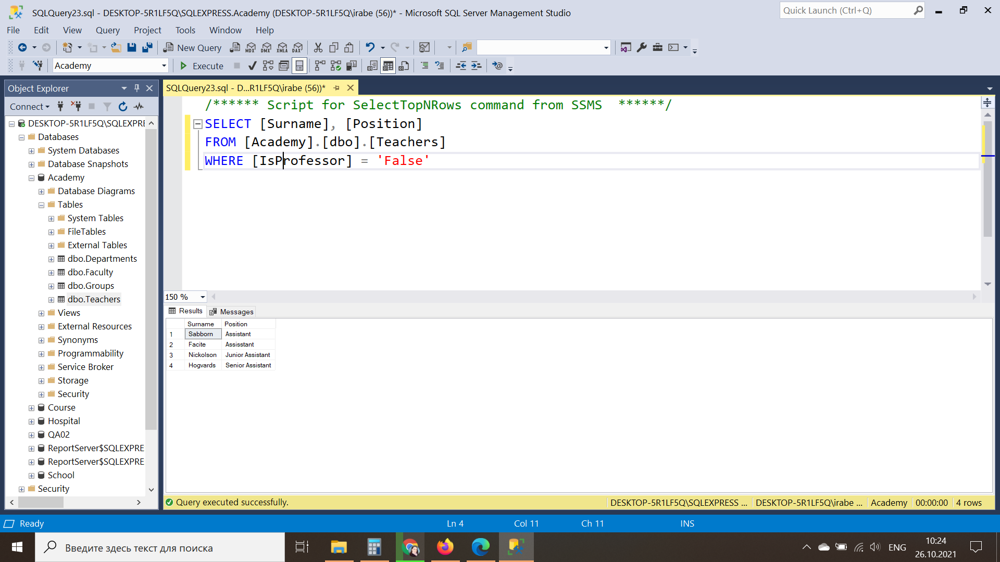 SQLQuery23.sql - DESKTOP-5R1LF5Q\SQLEXPRESS.Academy (DESKTOP-5R1LF5Q\irabe (56))* - Microsoft SQL Server Management Studio
Quick Launch (Ctrl+Q)
File Edit View Query Project Tools Window Help
New Query MDX DMX XMLA DAX
Academy Execute
Object Explorer
Connect
DESKTOP-5R1LF5Q\SQLEXPRE
Databases
System Databases
Database Snapshots
Academy
Database Diagrams
Tables
System Tables
FileTables
External Tables
dbo.Departments
dbo.Faculty
dbo.Groups
dbo.Teachers
Views
External Resources
Synonyms
Programmability
Service Broker
Storage
Security
Course
Hospital
QA02
ReportServer$SQLEXPRE
ReportServer$SQLEXPRE
School
Security
SQLQuery23.sql - D...R1LF5Q\irabe (56))*
/****** Script for SelectTopNRows command from SSMS ******/
SELECT [Surname], [Position]
FROM [Academy].[dbo].[Teachers]
WHERE [IsProfessor] = 'False'
150 %
Results Messages
Surname Position
1 Sabborn Assistant
2 Facite Assisstant
3 Nickolson Junior Assistant
4 Hogvards Senior Assistant
Query executed successfully. DESKTOP-5R1LF5Q\SQLEXPRESS ... DESKTOP-5R1LF5Q\irabe ... Academy 00:00:00 4 rows
Ready Ln 4 Col 11 Ch 11 INS
Введите здесь текст для поиска
ENG
10:24
26.10.2021